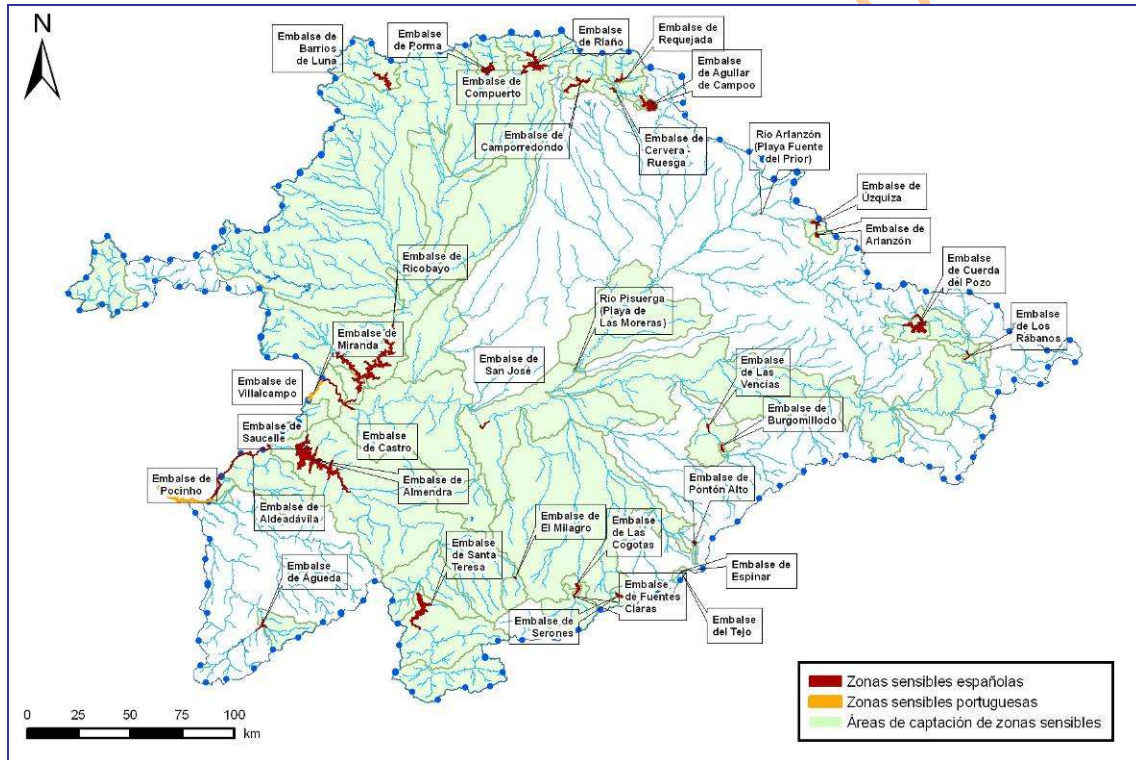 N
Embalse de
Barrios
de Luna
Embalse
de Porma
Embalse de
Compuerto
Embalse
de Riaño
Embalse de
Requejada
Embalse
de Aguilar
de Campoo
Embalse de
Camporredondo
Embalse de
Cervera -
Ruesga
Río Arlanzón
(Playa Fuente
del Prior)
Embalse de
Úzquiza
Embalse de
Arlanzón
Embalse de
Ricobayo
Embalse
de Cuerda
del Pozo
Embalse
de Los
Rábanos
Río Pisuerga
(Playa de
Las Moreras)
Embalse de
Miranda
Embalse de
San José
Embalse
de Las
Vencías
Embalse de
Villalcampo
Embalse de
Burgomillodo
Embalse de
Saucelle
Embalse
de Castro
Embalse de
Pocinho
Embalse de
Almendra
Embalse de
Pontón Alto
Embalse de
Aldeadávila
Embalse de
El Milagro
Embalse
de Las
Cogotas
Embalse
de Santa
Teresa
Embalse
de Águeda
Embalse de
Espinar
Embalse
de Fuentes
Claras
Embalse de
Serones
Embalse
del Tejo
Zonas sensibles españolas
Zonas sensibles portuguesas
Áreas de captación de zonas sensibles
0 25 50 75 100
km